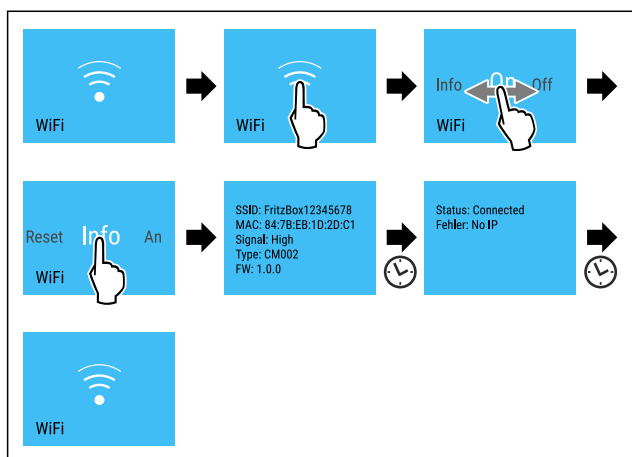 WiFi
WiFi
Info On Off
WiFi
Reset Info An
WiFi
SSID: FritzBox12345678
MAC: 84:7B:EB:1D:2D:C1
Signal: High
Type: CM002
FW: 1.0.0
Status: Connected
Fehler: No IP
WiFi